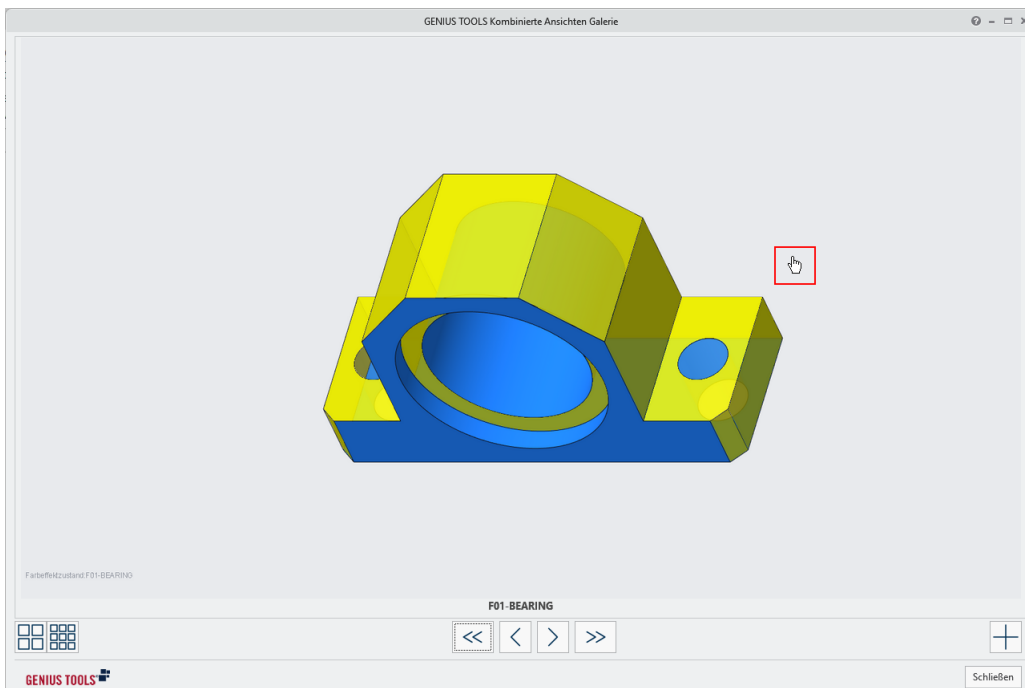 GENIUS TOOLS Kombinierte Ansichten Galerie
Farbeffektzustand:F01-BEARING
F01-BEARING
GENIUS TOOLS
Schließen